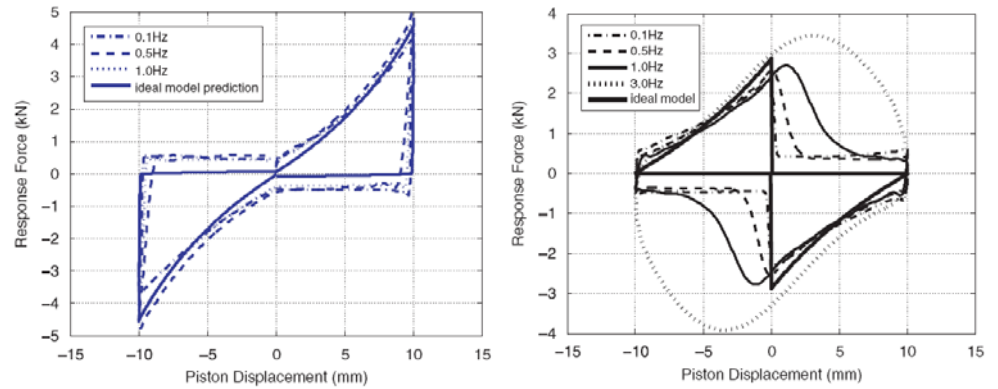 0.1Hz
0.5Hz
1.0Hz
ideal model prediction
5
4
3
2
1
0
−1
−2
−3
−4
−5
Response Force (kN)
−15 −10 −5 0 5 10 15
Piston Displacement (mm)
0.1Hz
0.5Hz
1.0Hz
3.0Hz
ideal model
4
3
2
1
0
−1
−2
−3
−4
Response Force (kN)
−15 −10 −5 0 5 10 15
Piston Displacement (mm)